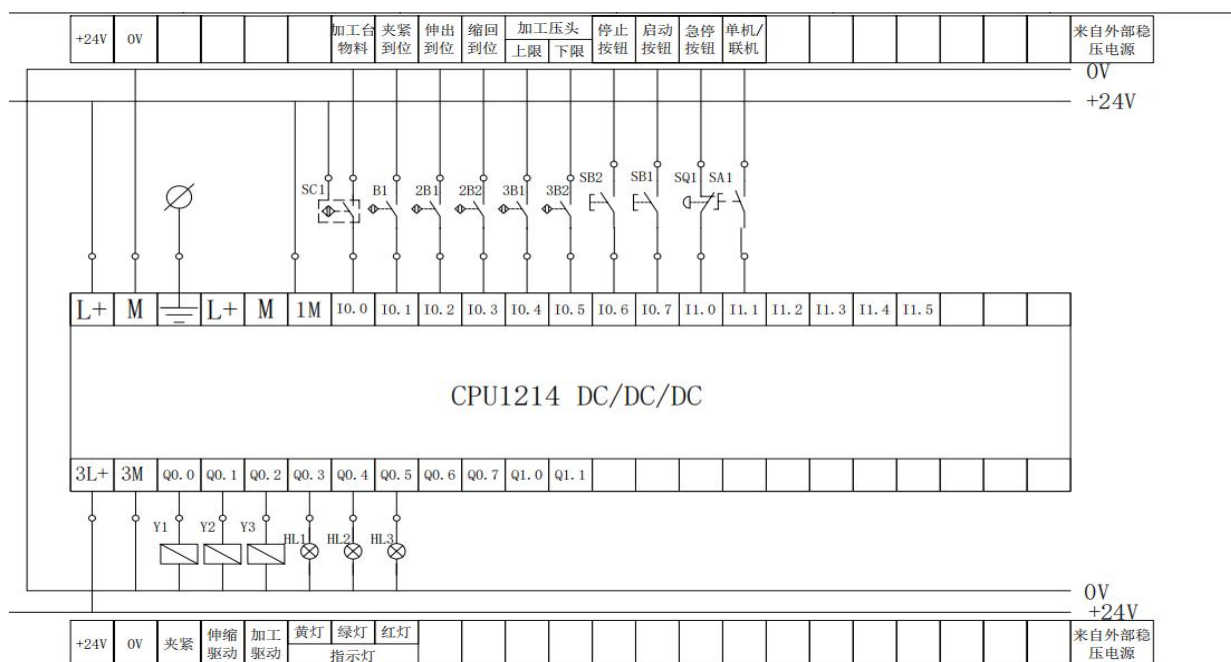 +24V 0V 加工台 夹紧 伸出 缩回 加工压头 停止 启动 急停 单机/ 来自外部稳
物料 到位 到位 到位 上限 下限 按钮 按钮 按钮 联机 压电源
0V
+24V
SC1 B1 2B1 2B2 3B1 3B2 SB2 SB1 SQ1 SA1
L+ M L+ M 1M I0.0 I0.1 I0.2 I0.3 I0.4 I0.5 I0.6 I0.7 I1.0 I1.1 I1.2 I1.3 I1.4 I1.5
CPU1214 DC/DC/DC
3L+ 3M Q0.0 Q0.1 Q0.2 Q0.3 Q0.4 Q0.5 Q0.6 Q0.7 Q1.0 Q1.1
Y1 Y2 Y3 HL1 HL2 HL3
0V
+24V
+24V 0V 夹紧 伸缩 加工 黄灯 绿灯 红灯 来自外部稳
驱动 驱动 指示灯 压电源